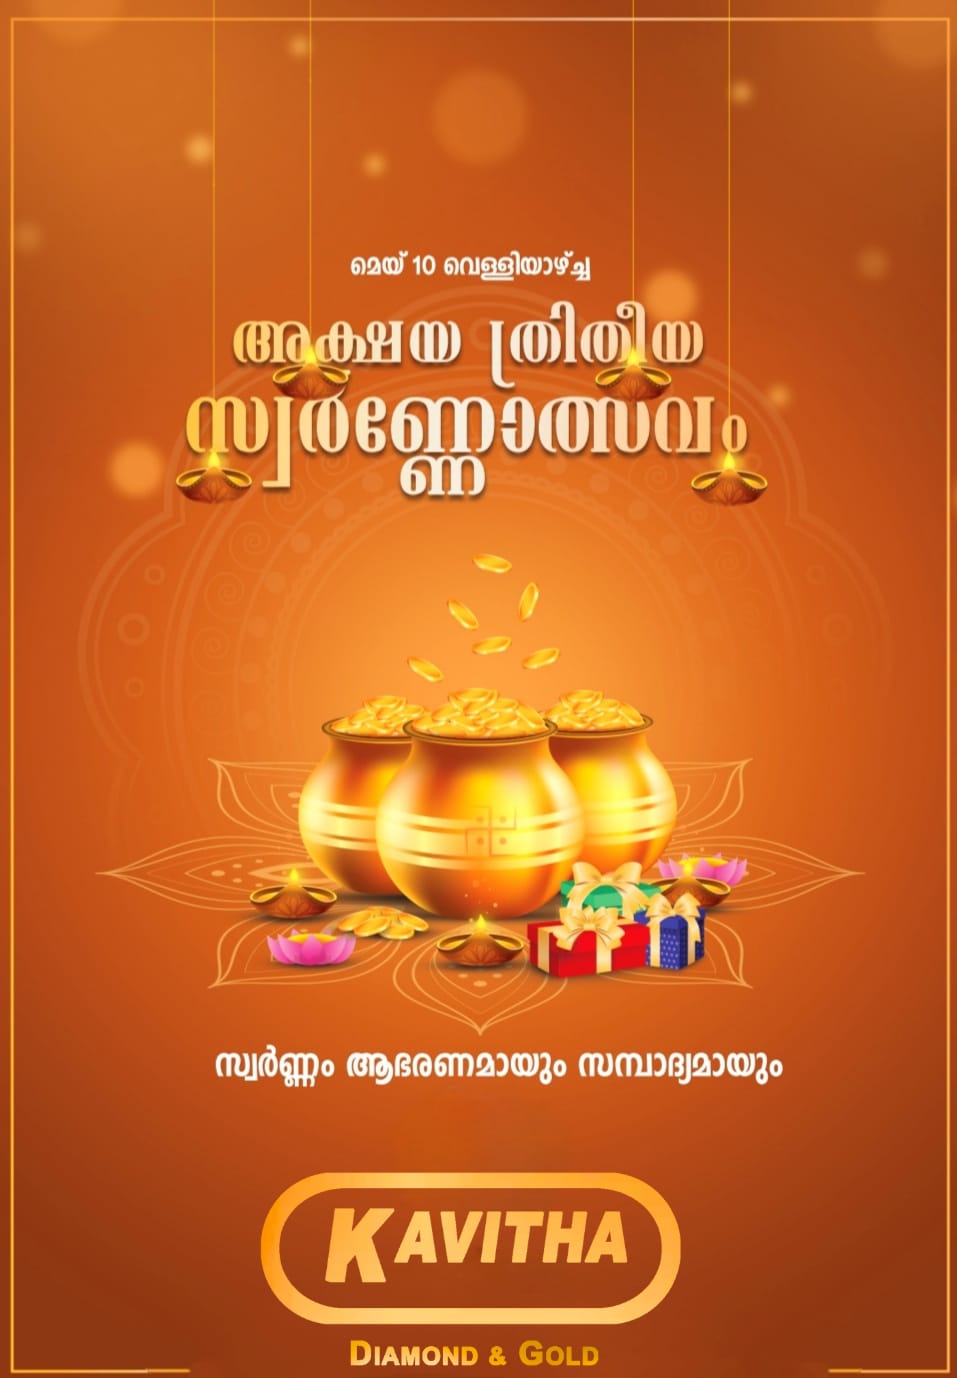 മെയ് 10 വെള്ളിയാഴ്ച്ച
അക്ഷയ ത്രിതീയ
സ്വർണ്ണോത്സവം
സ്വർണ്ണം ആഭരണമായും സമ്പാദ്യമായും
KAVITHA
DIAMOND & GOLD